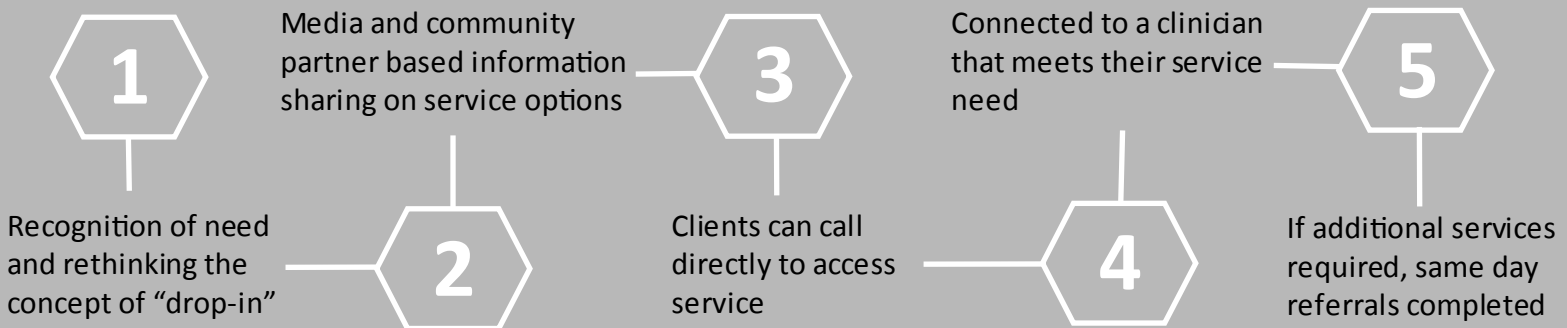 1
Recognition of need
and rethinking the
concept of “drop-in”
2
Media and community
partner based information
sharing on service options
3
Clients can call
directly to access
service
4
Connected to a clinician
that meets their service
need
5
If additional services
required, same day
referrals completed